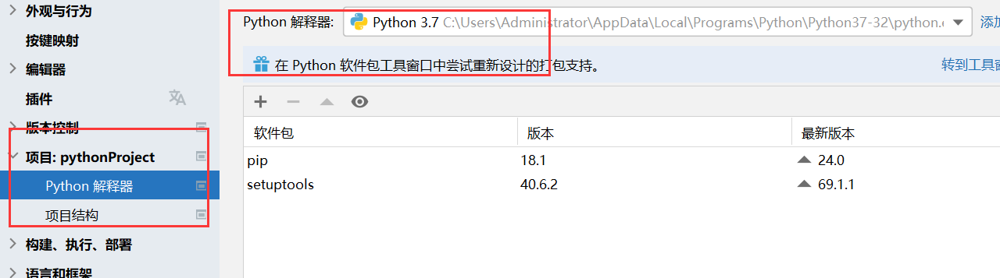 外观与行为
按键映射
编辑器
插件
版本控制
项目: pythonProject
Python 解释器
项目结构
构建、执行、部署
语言和框架
Python 解释器: Python 3.7 C:\Users\Administrator\AppData\Local\Programs\Python\Python37-32\python.e
添加
在 Python 软件包工具窗口中尝试重新设计的打包支持。 转到工具窗
软件包 版本 最新版本
pip 18.1 24.0
setuptools 40.6.2 69.1.1